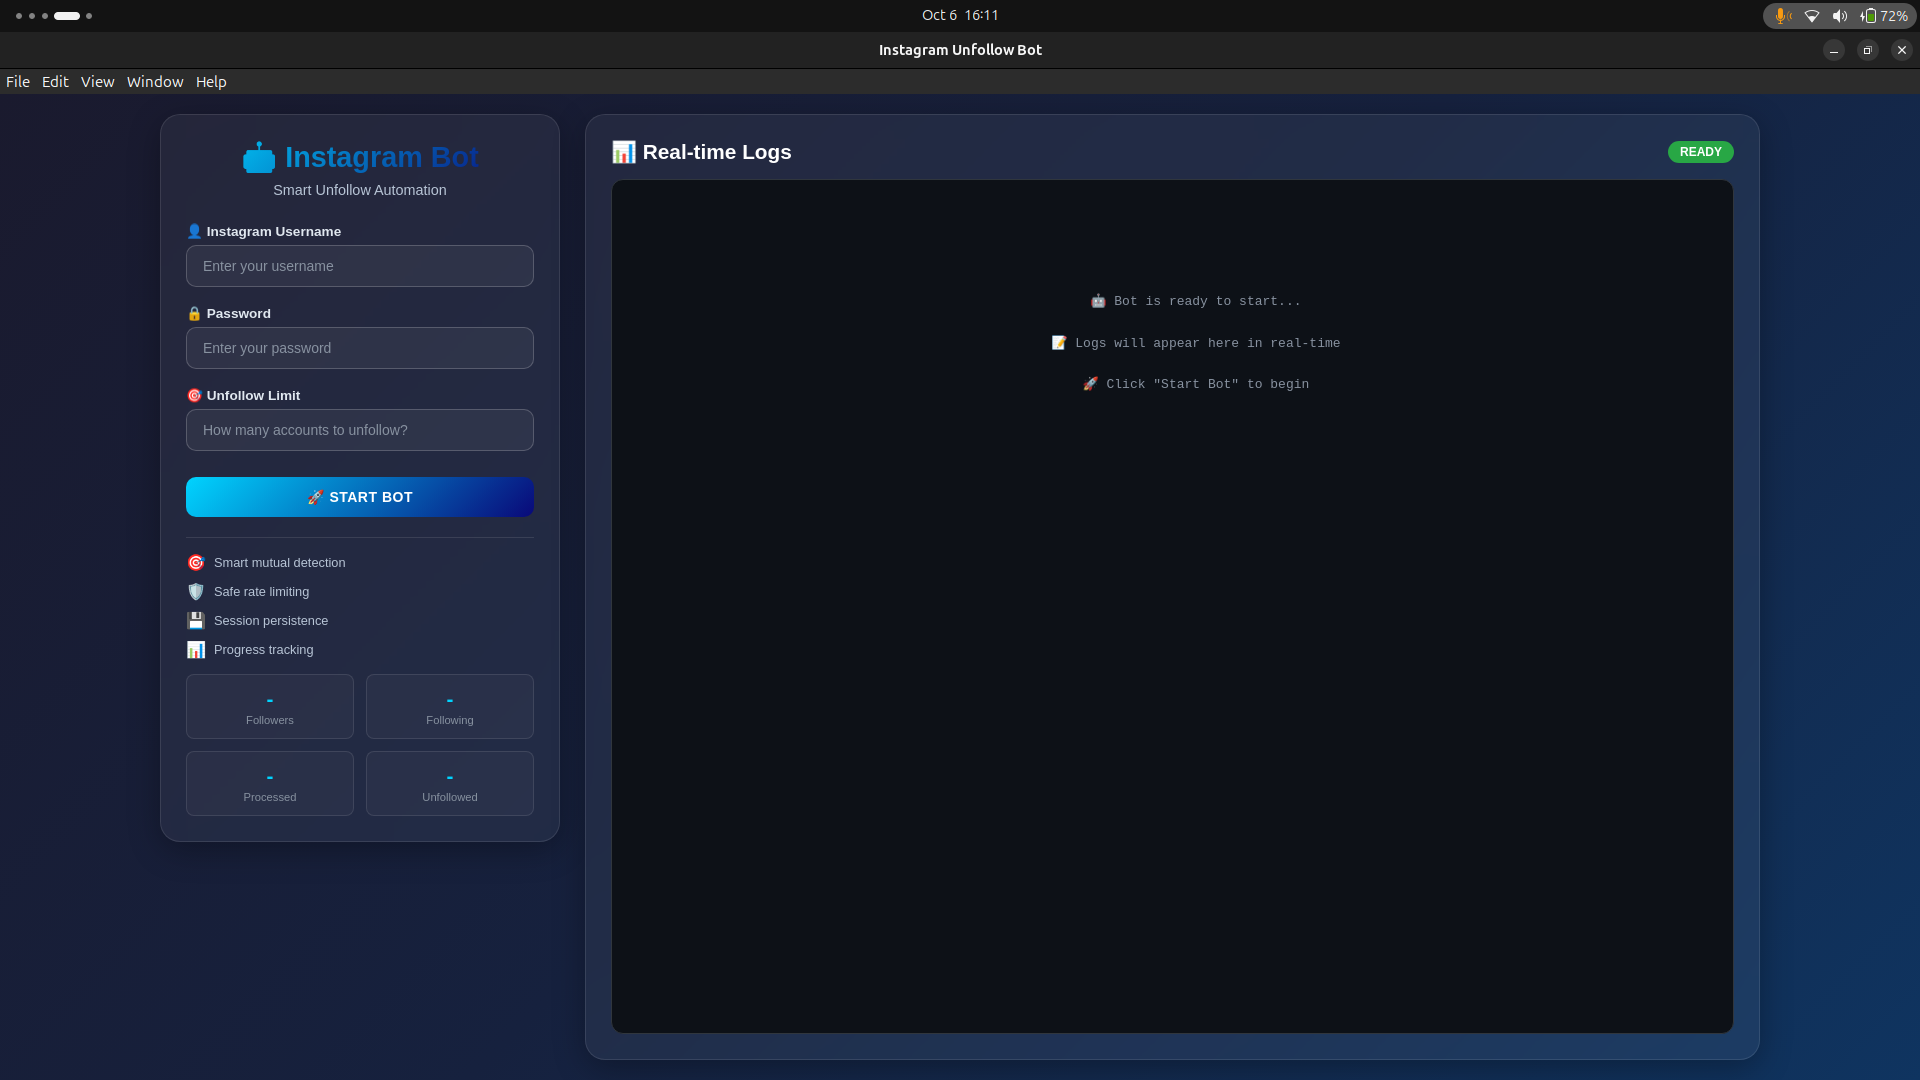 Oct 6 16:11
72%
Instagram Unfollow Bot
File Edit View Window Help
Instagram Bot
Smart Unfollow Automation
👤 Instagram Username
Enter your username
🔒 Password
Enter your password
🎯 Unfollow Limit
How many accounts to unfollow?
🚀 START BOT
🎯 Smart mutual detection
🛡️ Safe rate limiting
💾 Session persistence
📊 Progress tracking
-
Followers
-
Following
-
Processed
-
Unfollowed
📊 Real-time Logs
READY
🤖 Bot is ready to start...
📝 Logs will appear here in real-time
🚀 Click "Start Bot" to begin